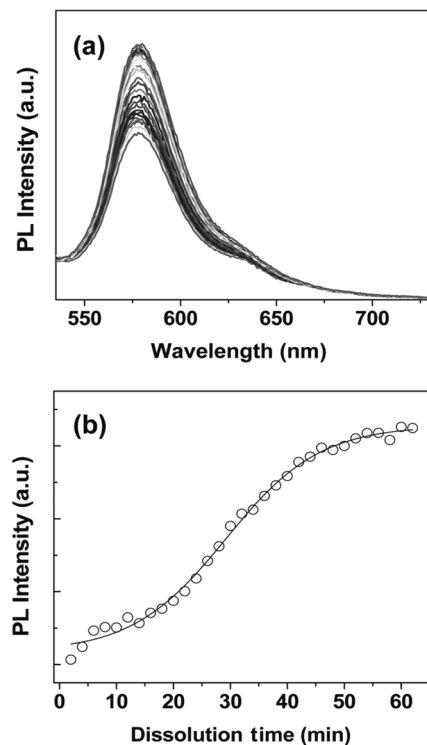 (a)
PL Intensity (a.u.)
550 600 650 700
Wavelength (nm)
(b)
PL Intensity (a.u.)
0 10 20 30 40 50 60
Dissolution time (min)